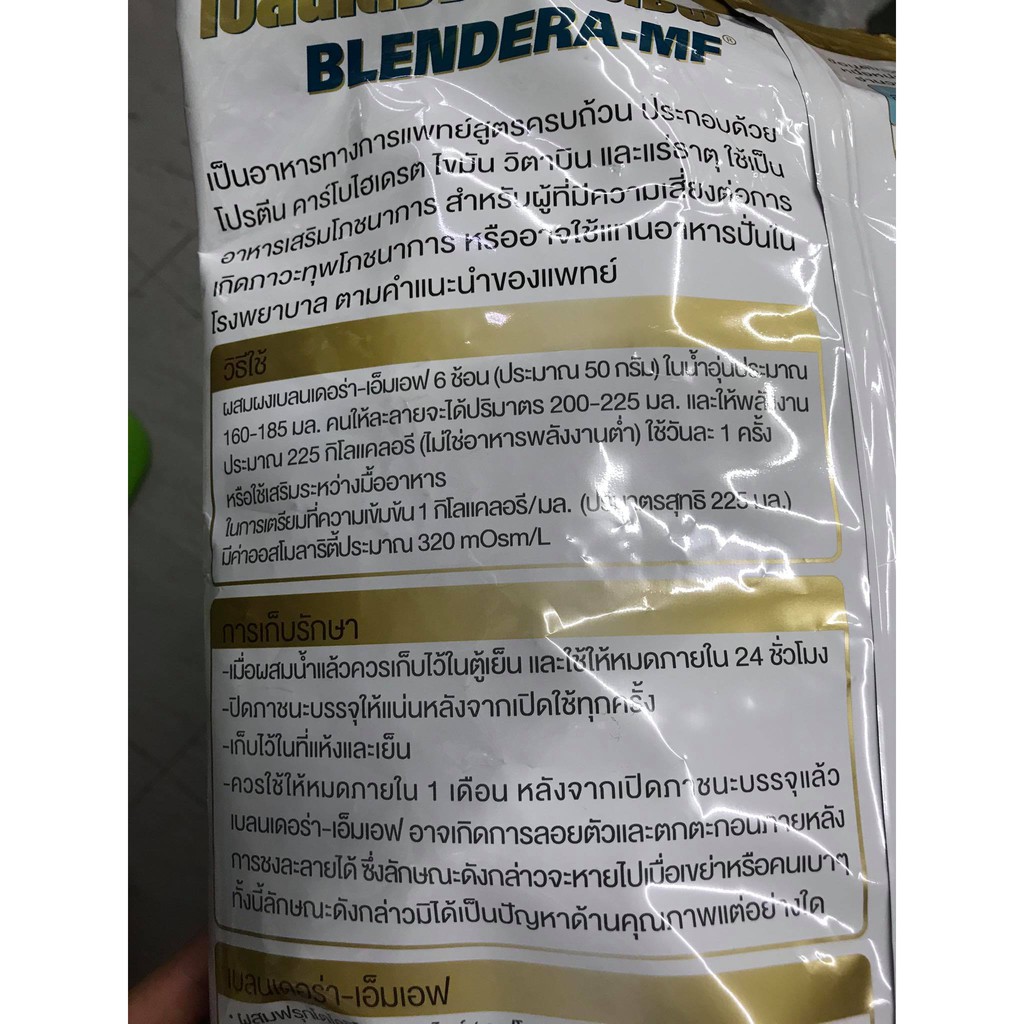 BLENDERA-MF®
เป็นอาหารทางการแพทย์สูตรครบถ้วน ประกอบด้วย
โปรตีน คาร์โบไฮเดรต ไขมัน วิตามิน และแร่ธาตุ ใช้เป็น
อาหารเสริมโภชนาการ สำหรับผู้ที่มีความเสี่ยงต่อการ
เกิดภาวะทุพโภชนาการ หรืออาจใช้แทนอาหารปั่นใน
โรงพยาบาล ตามคำแนะนำของแพทย์
วิธีใช้
ผสมผงเบลนเดอร่า-เอ็มเอฟ 6 ช้อน (ประมาณ 50 กรัม) ในน้ำอุ่นประมาณ
160-185 มล. คนให้ละลายจะได้ปริมาตร 200-225 มล. และให้พลังงาน
ประมาณ 225 กิโลแคลอรี (ไม่ใช่อาหารพลังงานต่ำ) ใช้วันละ 1 ครั้ง
หรือใช้เสริมระหว่างมื้ออาหาร
ในการเตรียมที่ความเข้มข้น 1 กิโลแคลอรี/มล. (ปริมาตรสุทธิ 225 มล.)
มีค่าออสโมลาริตี้ประมาณ 320 mOsm/L
การเก็บรักษา
-เมื่อผสมน้ำแล้วควรเก็บไว้ในตู้เย็น และใช้ให้หมดภายใน 24 ชั่วโมง
-ปิดภาชนะบรรจุให้แน่นหลังจากเปิดใช้ทุกครั้ง
-เก็บไว้ในที่แห้งและเย็น
-ควรใช้ให้หมดภายใน 1 เดือน หลังจากเปิดภาชนะบรรจุแล้ว
เบลนเดอร่า-เอ็มเอฟ อาจเกิดการลอยตัวและตกตะกอนภายหลัง
การชงละลายได้ ซึ่งลักษณะดังกล่าวจะหายไปเมื่อเขย่าหรือคนเบาๆ
ทั้งนี้ลักษณะดังกล่าวมิได้เป็นปัญหาด้านคุณภาพแต่อย่างใด
เบลนเดอร่า-เอ็มเอฟ